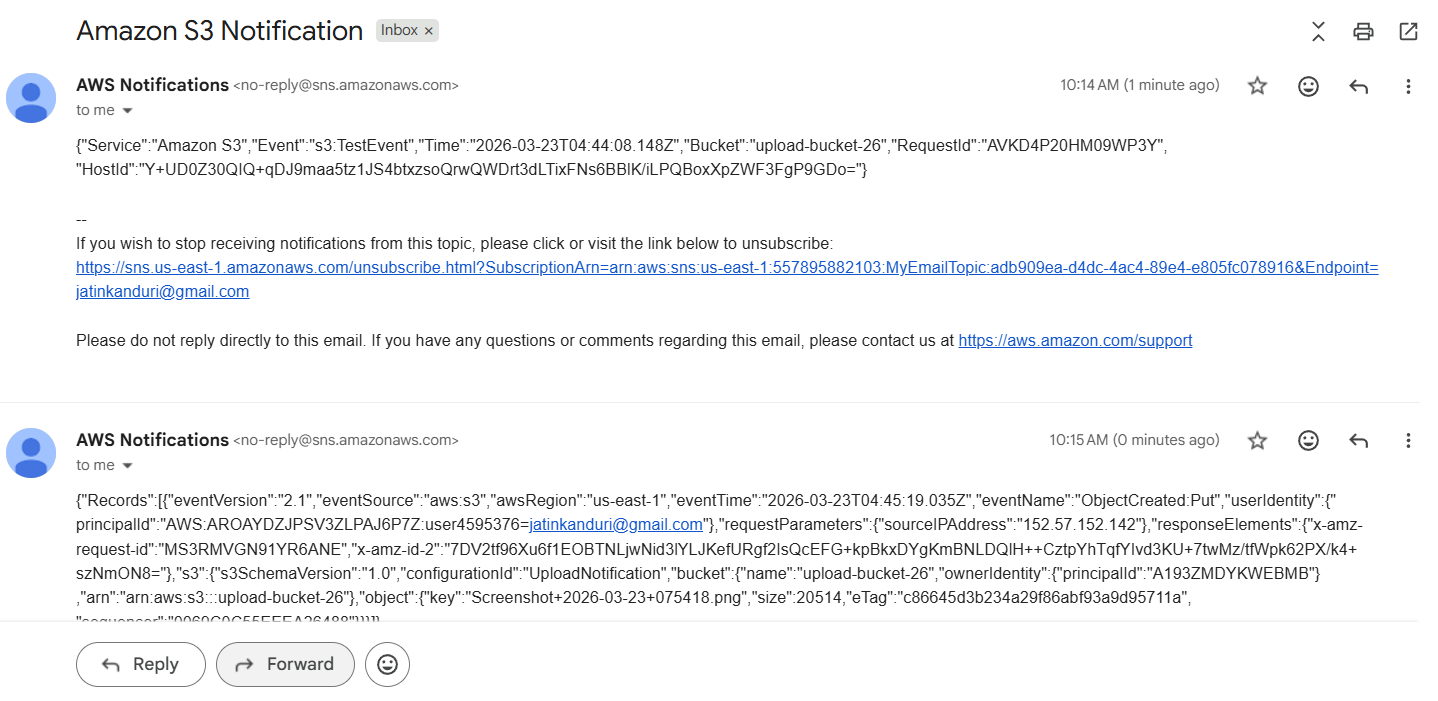 Amazon S3 Notification Inbox ×
AWS Notifications <no-reply@sns.amazonaws.com> 10:14 AM (1 minute ago)
to me
{"Service":"Amazon S3","Event":"s3:TestEvent","Time":"2026-03-23T04:44:08.148Z","Bucket":"upload-bucket-26","RequestId":"AVKD4P20HM09WP3Y",
"HostId":"Y+UD0Z30QIQ+qDJ9maa5tz1JS4btxzsoQrwQWDrt3dLTixFNs6BBlK/iLPQBoxXpZWF3FgP9GDo="}
--
If you wish to stop receiving notifications from this topic, please click or visit the link below to unsubscribe:
https://sns.us-east-1.amazonaws.com/unsubscribe.html?SubscriptionArn=arn:aws:sns:us-east-1:557895882103:MyEmailTopic:adb909ea-d4dc-4ac4-89e4-e805fc078916&Endpoint=
jatinkanduri@gmail.com
Please do not reply directly to this email. If you have any questions or comments regarding this email, please contact us at https://aws.amazon.com/support
AWS Notifications <no-reply@sns.amazonaws.com> 10:15 AM (0 minutes ago)
to me
{"Records":[{"eventVersion":"2.1","eventSource":"aws:s3","awsRegion":"us-east-1","eventTime":"2026-03-23T04:45:19.035Z","eventName":"ObjectCreated:Put","userIdentity":{"
principalId":"AWS:AROAYDZJPSV3ZLPAJ6P7Z:user4595376=jatinkanduri@gmail.com"},"requestParameters":{"sourceIPAddress":"152.57.152.142"},"responseElements":{"x-amz-
request-id":"MS3RMVGN91YR6ANE","x-amz-id-2":"7DV2tf96Xu6f1EOBTNLjwNid3lYLJKefURgf2lsQcEFG+kpBkxDYgKmBNLDQlH++CztpYhTqfYlvd3KU+7twMz/tfWpk62PX/k4+
szNmON8="},"s3":{"s3SchemaVersion":"1.0","configurationId":"UploadNotification","bucket":{"name":"upload-bucket-26","ownerIdentity":{"principalId":"A193ZMDYKWEBMB"}
,"arn":"arn:aws:s3:::upload-bucket-26"},"object":{"key":"Screenshot+2026-03-23+075418.png","size":20514,"eTag":"c86645d3b234a29f86abf93a9d95711a",
Reply Forward